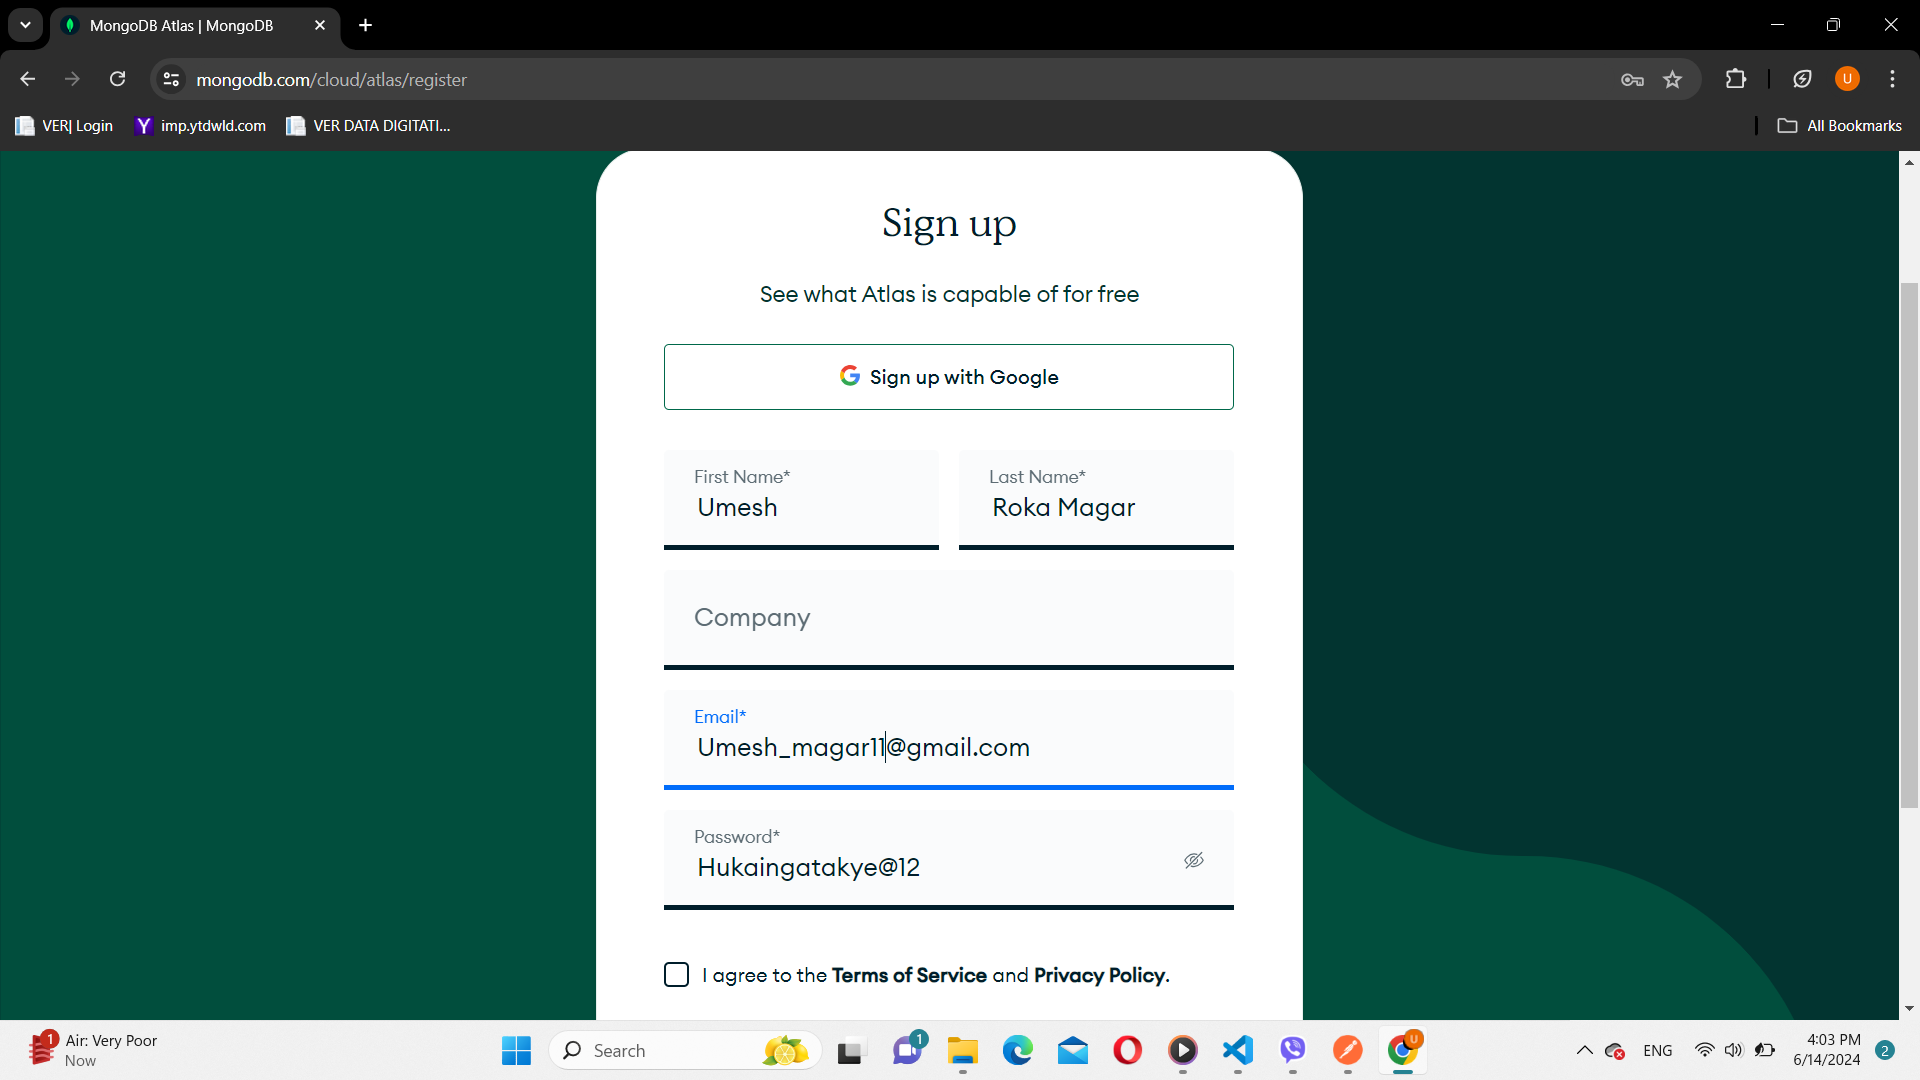 MongoDB Atlas | MongoDB
mongodb.com/cloud/atlas/register
U
VER| Login
Y imp.ytdwld.com
VER DATA DIGITATI...
All Bookmarks
Sign up
See what Atlas is capable of for free
G Sign up with Google
First Name*
Umesh
Last Name*
Roka Magar
Company
Email*
Umesh_magar11@gmail.com
Password*
Hukaingatakye@12
I agree to the Terms of Service and Privacy Policy.
1
Air: Very Poor
Now
Search
1
U
ENG
4:03 PM
6/14/2024
2